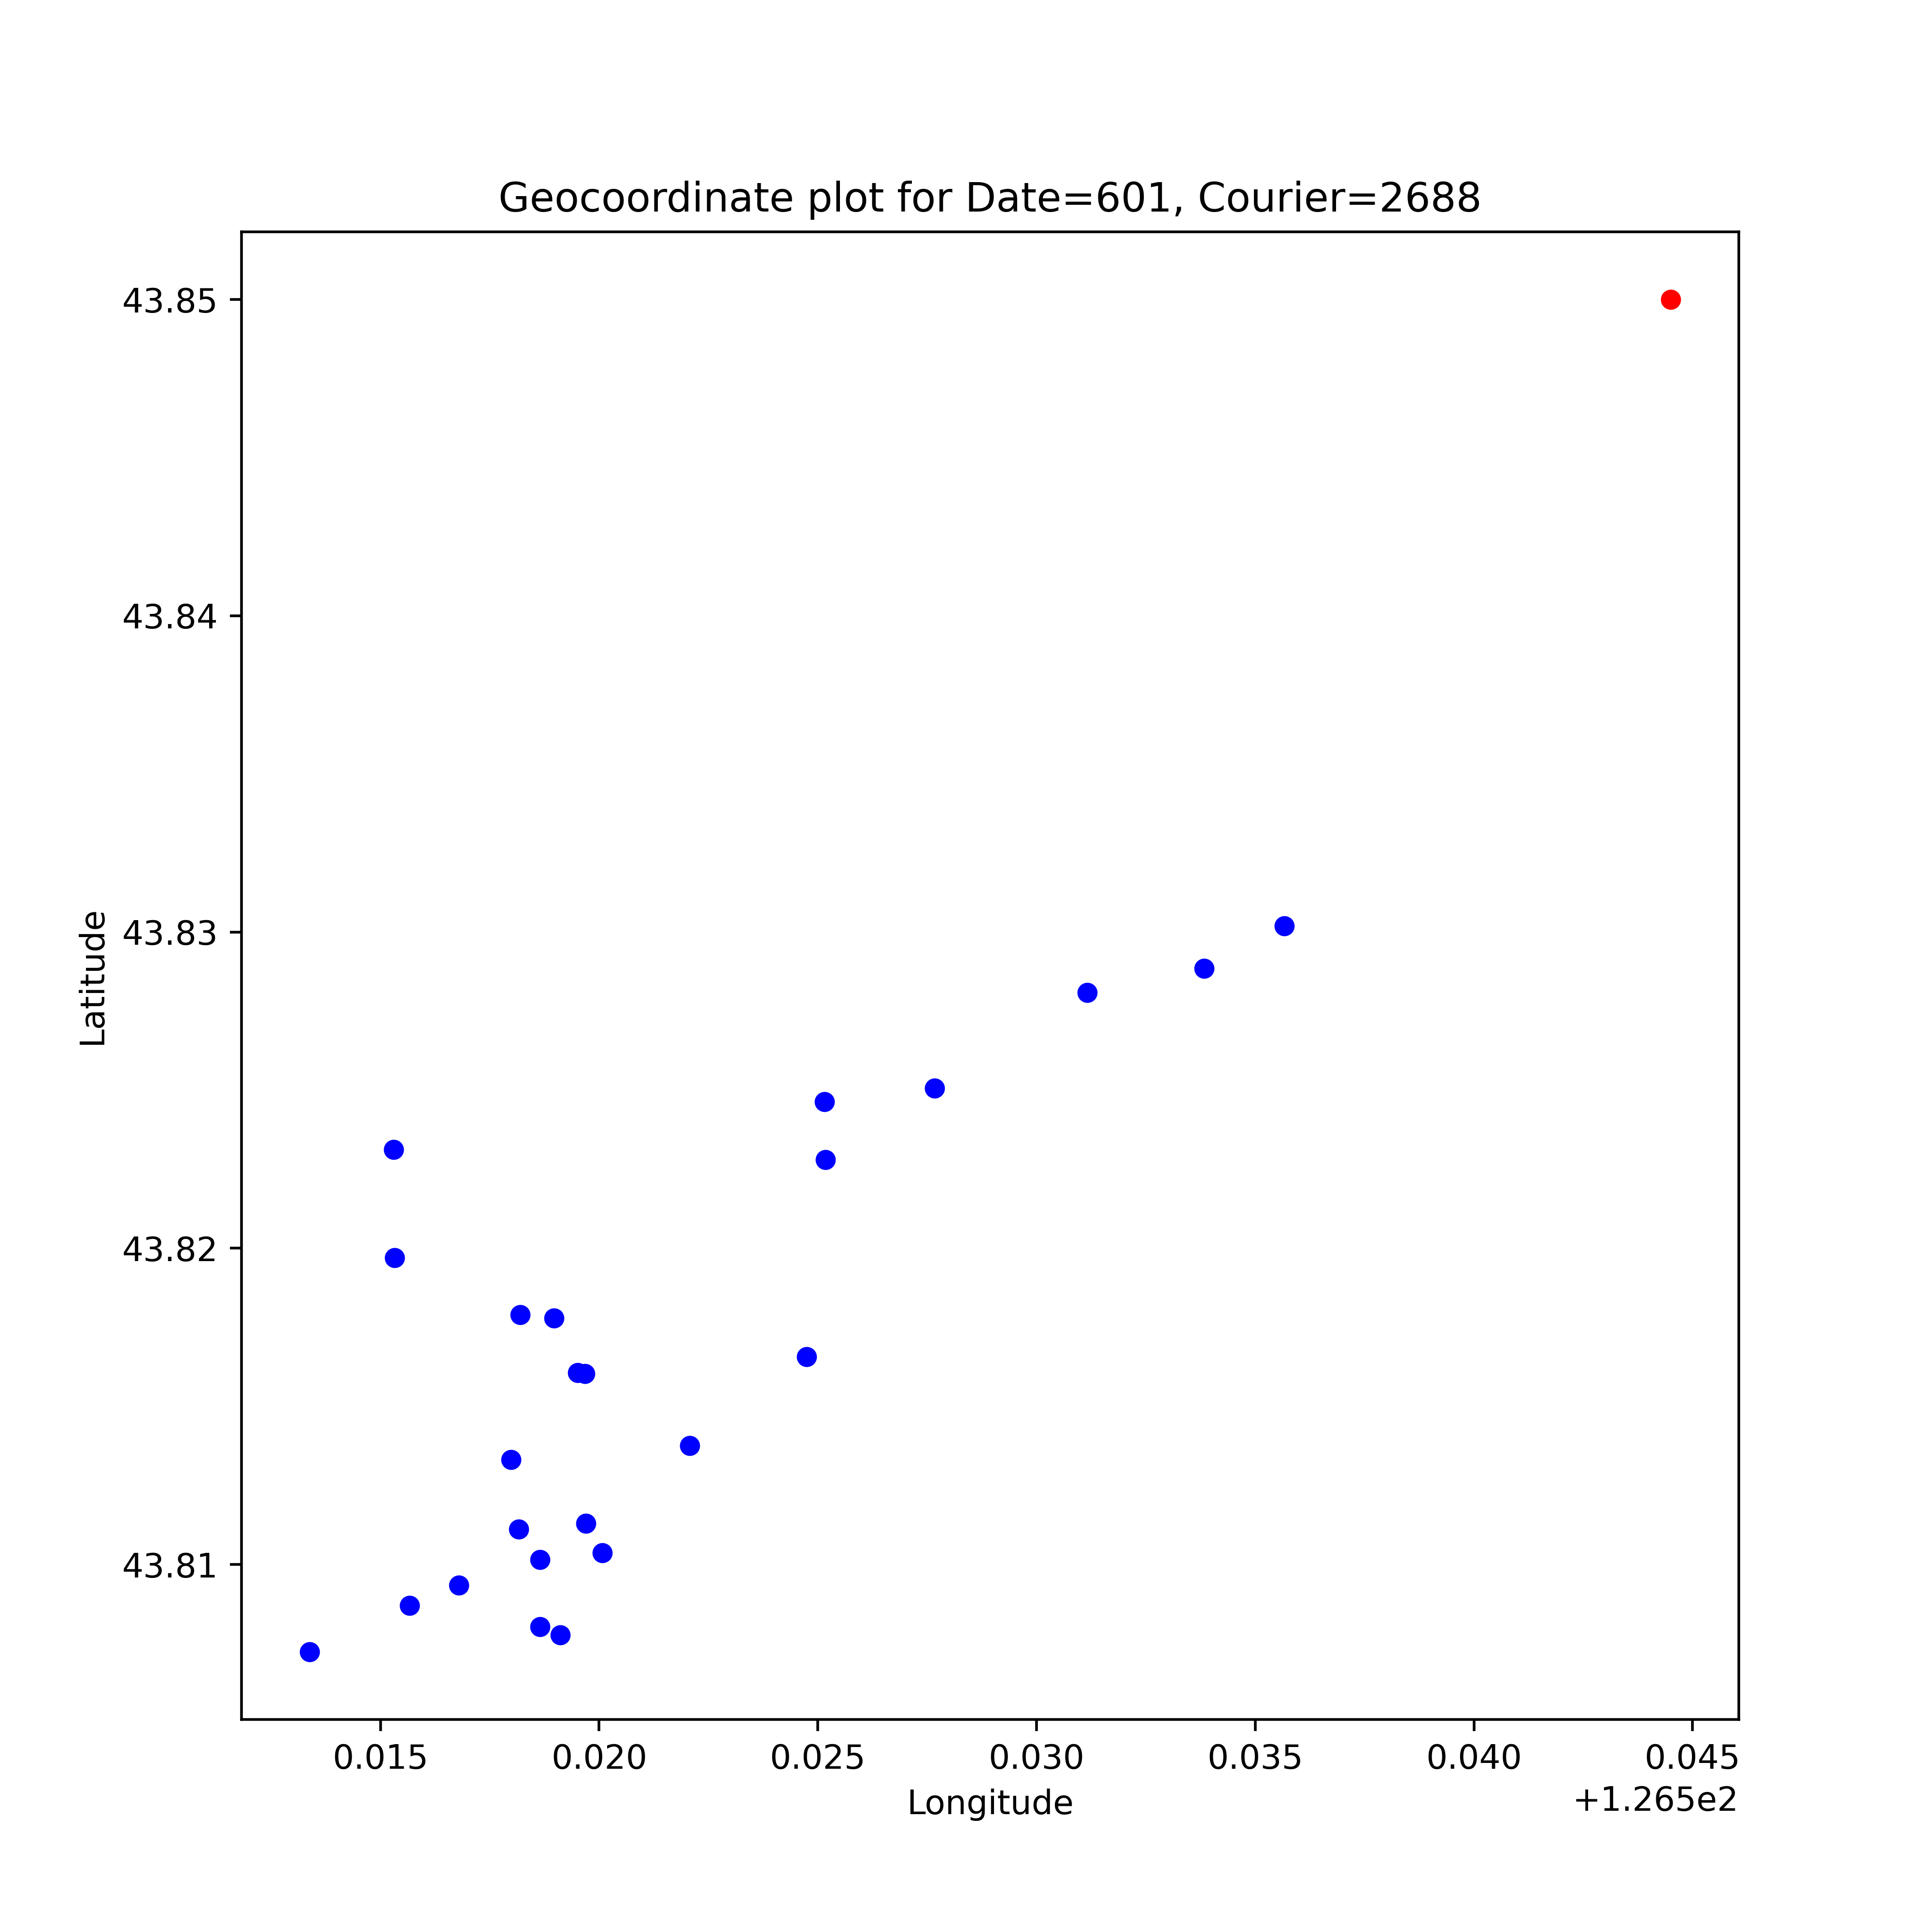 Geocoordinate plot for Date=601, Courier=2688
43.85
43.84
43.83
43.82
43.81
Latitude
0.015 0.020 0.025 0.030 0.035 0.040 0.045
+1.265e2
Longitude